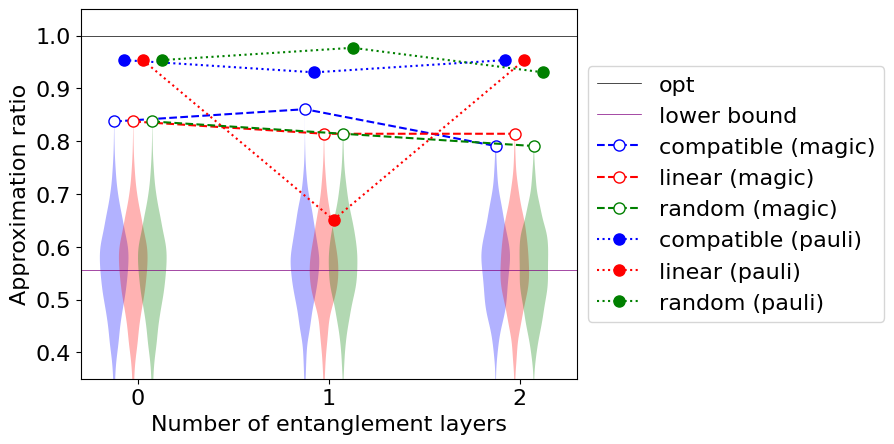 1.0
0.9
0.8
0.7
0.6
0.5
0.4
Approximation ratio
0 1 2
Number of entanglement layers
opt
lower bound
compatible (magic)
linear (magic)
random (magic)
compatible (pauli)
linear (pauli)
random (pauli)